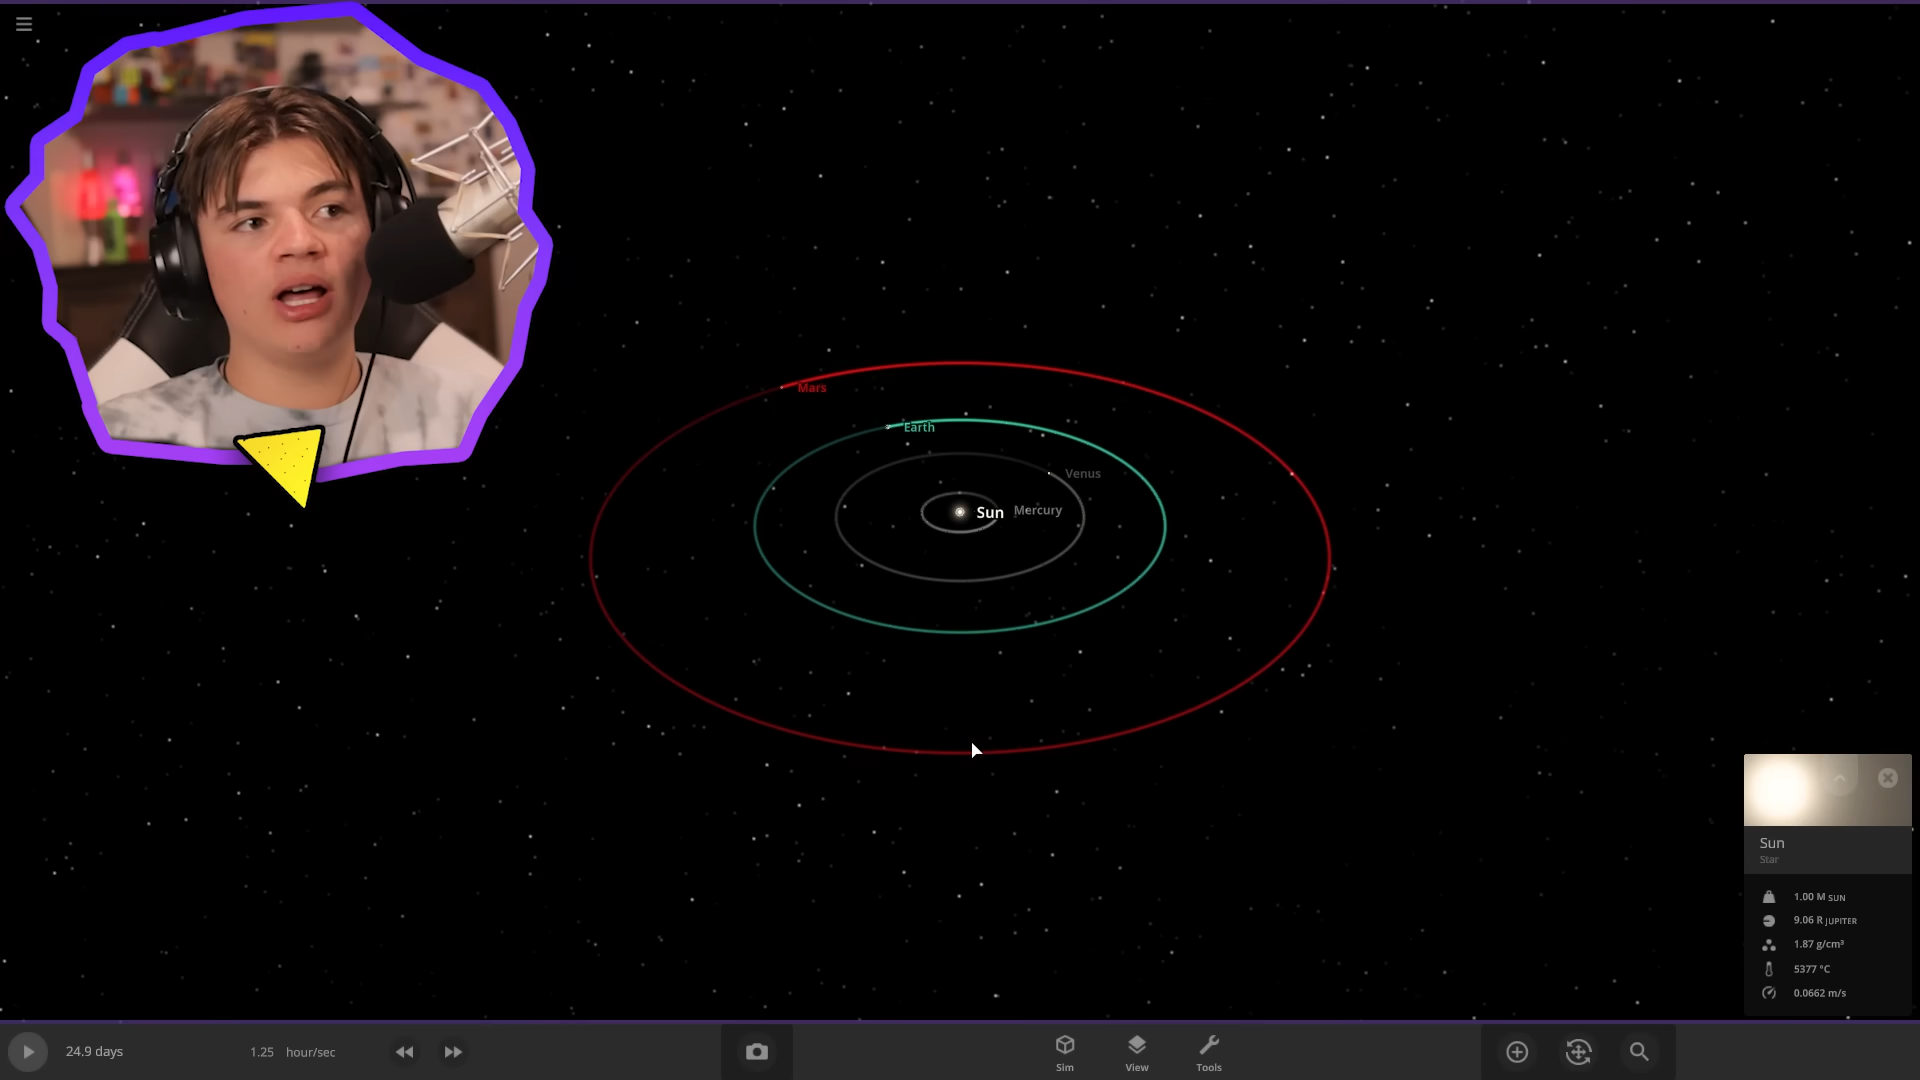 Mars
Earth
Venus
Sun
Mercury
Sun
Star
1.00 M SUN
9.06 R JUPITER
1.87 g/cm³
5377 °C
0.0662 m/s
24.9 days
1.25 hour/sec
Sim
View
Tools